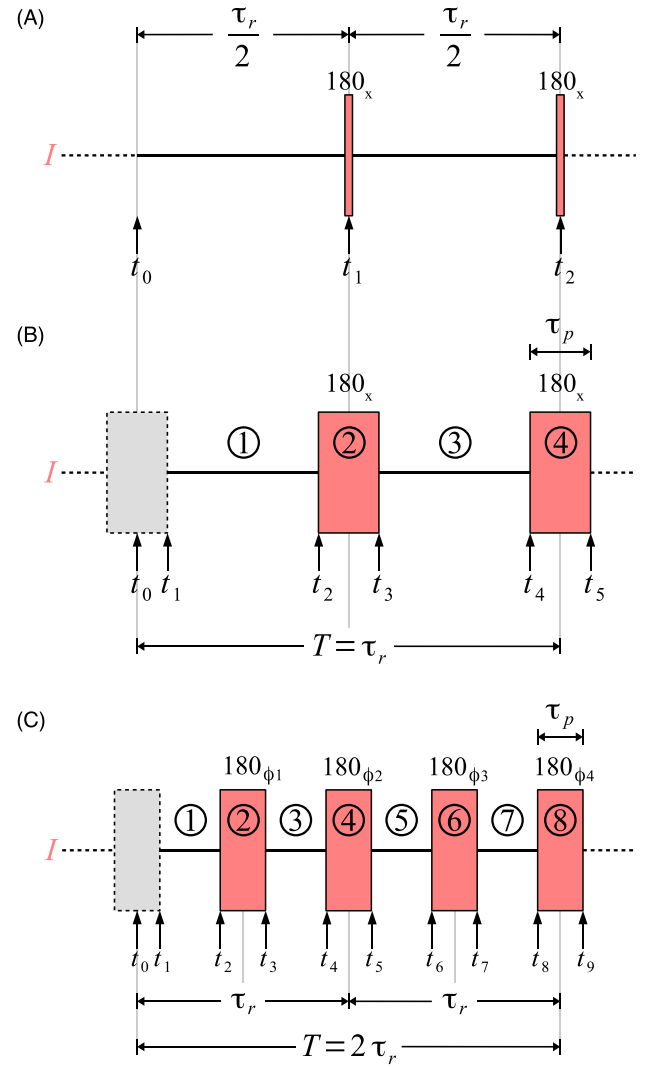 (A)
τr/2 τr/2
180x 180x
I
t0 t1 t2
(B)
τp
180x 180x
① ② ③ ④
I
t0 t1 t2 t3 t4 t5
T = τr
(C)
τp
180ϕ1 180ϕ2 180ϕ3 180ϕ4
① ② ③ ④ ⑤ ⑥ ⑦ ⑧
I
t0 t1 t2 t3 t4 t5 t6 t7 t8 t9
τr τr
T = 2 τr